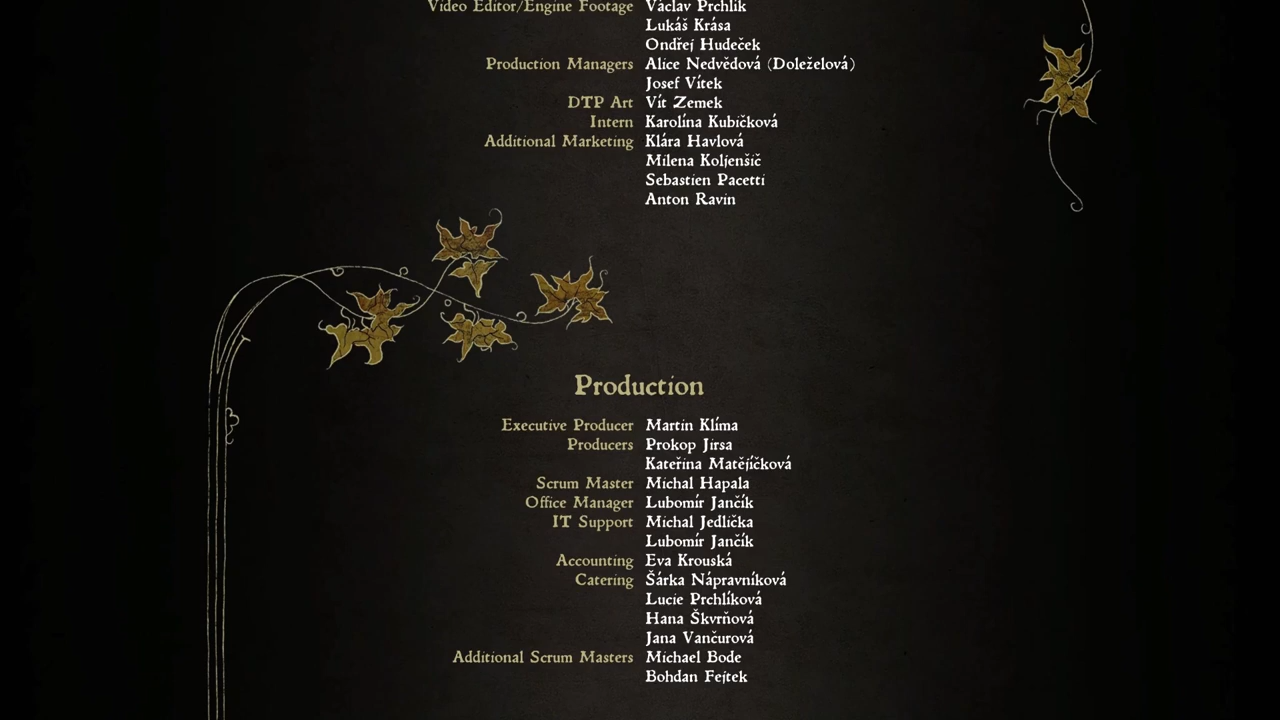 Video Editor/Engine Footage Václav Prchlík
Lukáš Krása
Ondřej Hudeček
Production Managers Alice Nedvědová (Doleželová)
Josef Vítek
DTP Art Vít Zemek
Intern Karolína Kubičková
Additional Marketing Klára Havlová
Milena Koljenšič
Sebastien Pacetti
Anton Ravin
Production
Executive Producer Martin Klíma
Producers Prokop Jirsa
Kateřina Matějíčková
Scrum Master Michal Hapala
Office Manager Lubomír Jančík
IT Support Michal Jedlička
Lubomír Jančík
Accounting Eva Krouská
Catering Šárka Nápravníková
Lucie Prchlíková
Hana Škvrňová
Jana Vančurová
Additional Scrum Masters Michael Bode
Bohdan Fejtek